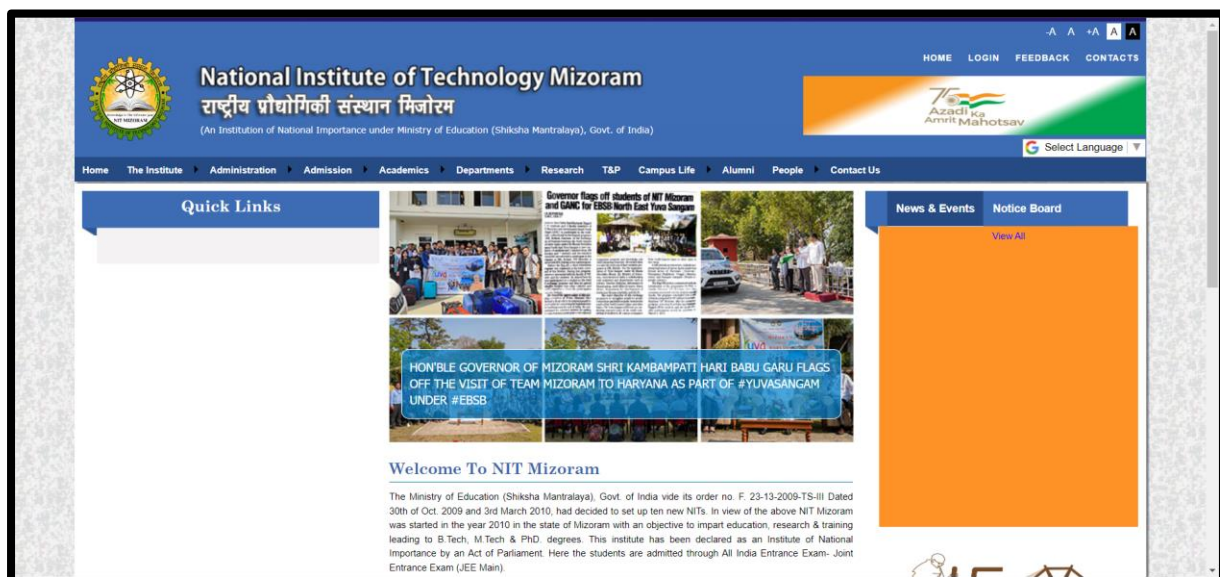 -A A +A A A
HOME LOGIN FEEDBACK CONTACTS
National Institute of Technology Mizoram
राष्ट्रीय प्रौद्योगिकी संस्थान मिजोरम
(An Institution of National Importance under Ministry of Education (Shiksha Mantralaya), Govt. of India)
NIT MIZORAM
75
Azadi Ka
Amrit Mahotsav
G Select Language
Home The Institute Administration Admission Academics Departments Research T&P Campus Life Alumni People Contact Us
Quick Links
Governor flags off students of NIT Mizoram
and GANC for EBSB North East Yuva Sangam
HON'BLE GOVERNOR OF MIZORAM SHRI KAMBAMPATI HARI BABU GARU FLAGS
OFF THE VISIT OF TEAM MIZORAM TO HARYANA AS PART OF #YUVASANGAM
UNDER #EBSB
News & Events Notice Board
View All
Welcome To NIT Mizoram
The Ministry of Education (Shiksha Mantralaya), Govt. of India vide its order no. F. 23-13-2009-TS-III Dated
30th of Oct. 2009 and 3rd March 2010, had decided to set up ten new NITs. In view of the above NIT Mizoram
was started in the year 2010 in the state of Mizoram with an objective to impart education, research & training
leading to B.Tech, M.Tech & PhD. degrees. This institute has been declared as an Institute of National
Importance by an Act of Parliament. Here the students are admitted through All India Entrance Exam- Joint
Entrance Exam (JEE Main).